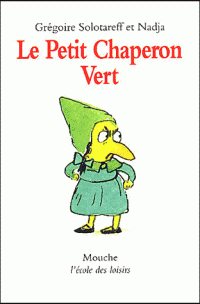 Grégoire Solotareff et Nadja
Le Petit Chaperon
Vert
Mouche
l'école des loisirs